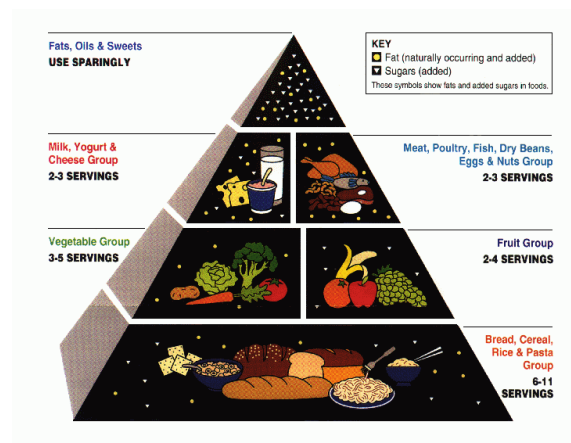 Fats, Oils & Sweets
USE SPARINGLY
KEY
Fat (naturally occurring and added)
Sugars (added)
These symbols show fats and added sugars in foods.
Milk, Yogurt &
Cheese Group
2-3 SERVINGS
Meat, Poultry, Fish, Dry Beans,
Eggs & Nuts Group
2-3 SERVINGS
Vegetable Group
3-5 SERVINGS
Fruit Group
2-4 SERVINGS
Bread, Cereal,
Rice & Pasta
Group
6-11
SERVINGS